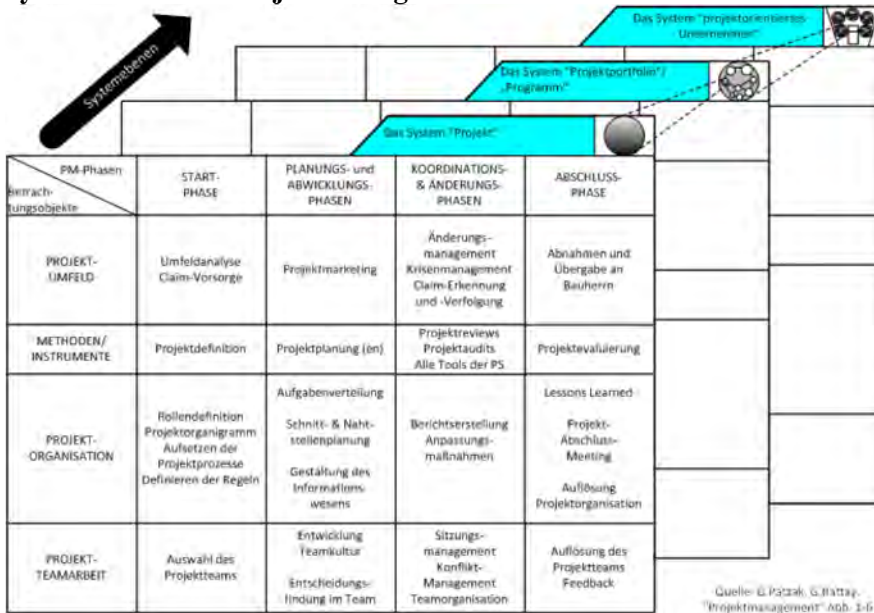 Systemebenen
Das System "projektorientiertes
Unternehmen"
Das System "Projektportfolio"/
„Programm"
Das System "Projekt"
PM-Phasen
Betrach-
tungsobjekte
START-
PHASE
PLANUNGS- und
ABWICKLUNGS-
PHASEN
KOORDINATIONS-
& ÄNDERUNGS-
PHASEN
ABSCHLUSS-
PHASE
PROJEKT-
UMFELD
Umfeldanalyse
Claim-Vorsorge
Projektmarketing
Änderungs-
management
Krisenmanagement
Claim-Erkennung
und -Verfolgung
Abnahmen und
Übergabe an
Bauherrn
METHODEN/
INSTRUMENTE
Projektdefinition
Projektplanung (en)
Projektreviews
Projektaudits
Alle Tools der PS
Projektevaluierung
PROJEKT-
ORGANISATION
Rollendefinition
Projektorganigramm
Aufsetzen der
Projektprozesse
Definieren der Regeln
Aufgabenverteilung
Schnitt- & Naht-
stellenplanung
Gestaltung des
Informations-
wesens
Berichtserstellung
Anpassungs-
maßnahmen
Lessons Learned
Projekt-
Abschluss-
Meeting
Auflösung
Projektorganisation
PROJEKT-
TEAMARBEIT
Auswahl des
Projektteams
Entwicklung
Teamkultur
Entscheidungs-
findung im Team
Sitzungs-
management
Konflikt-
Management
Teamorganisation
Auflösung des
Projektteams
Feedback
Quelle: G.Patzak, G.Rattay,
"Projektmanagement" Abb.